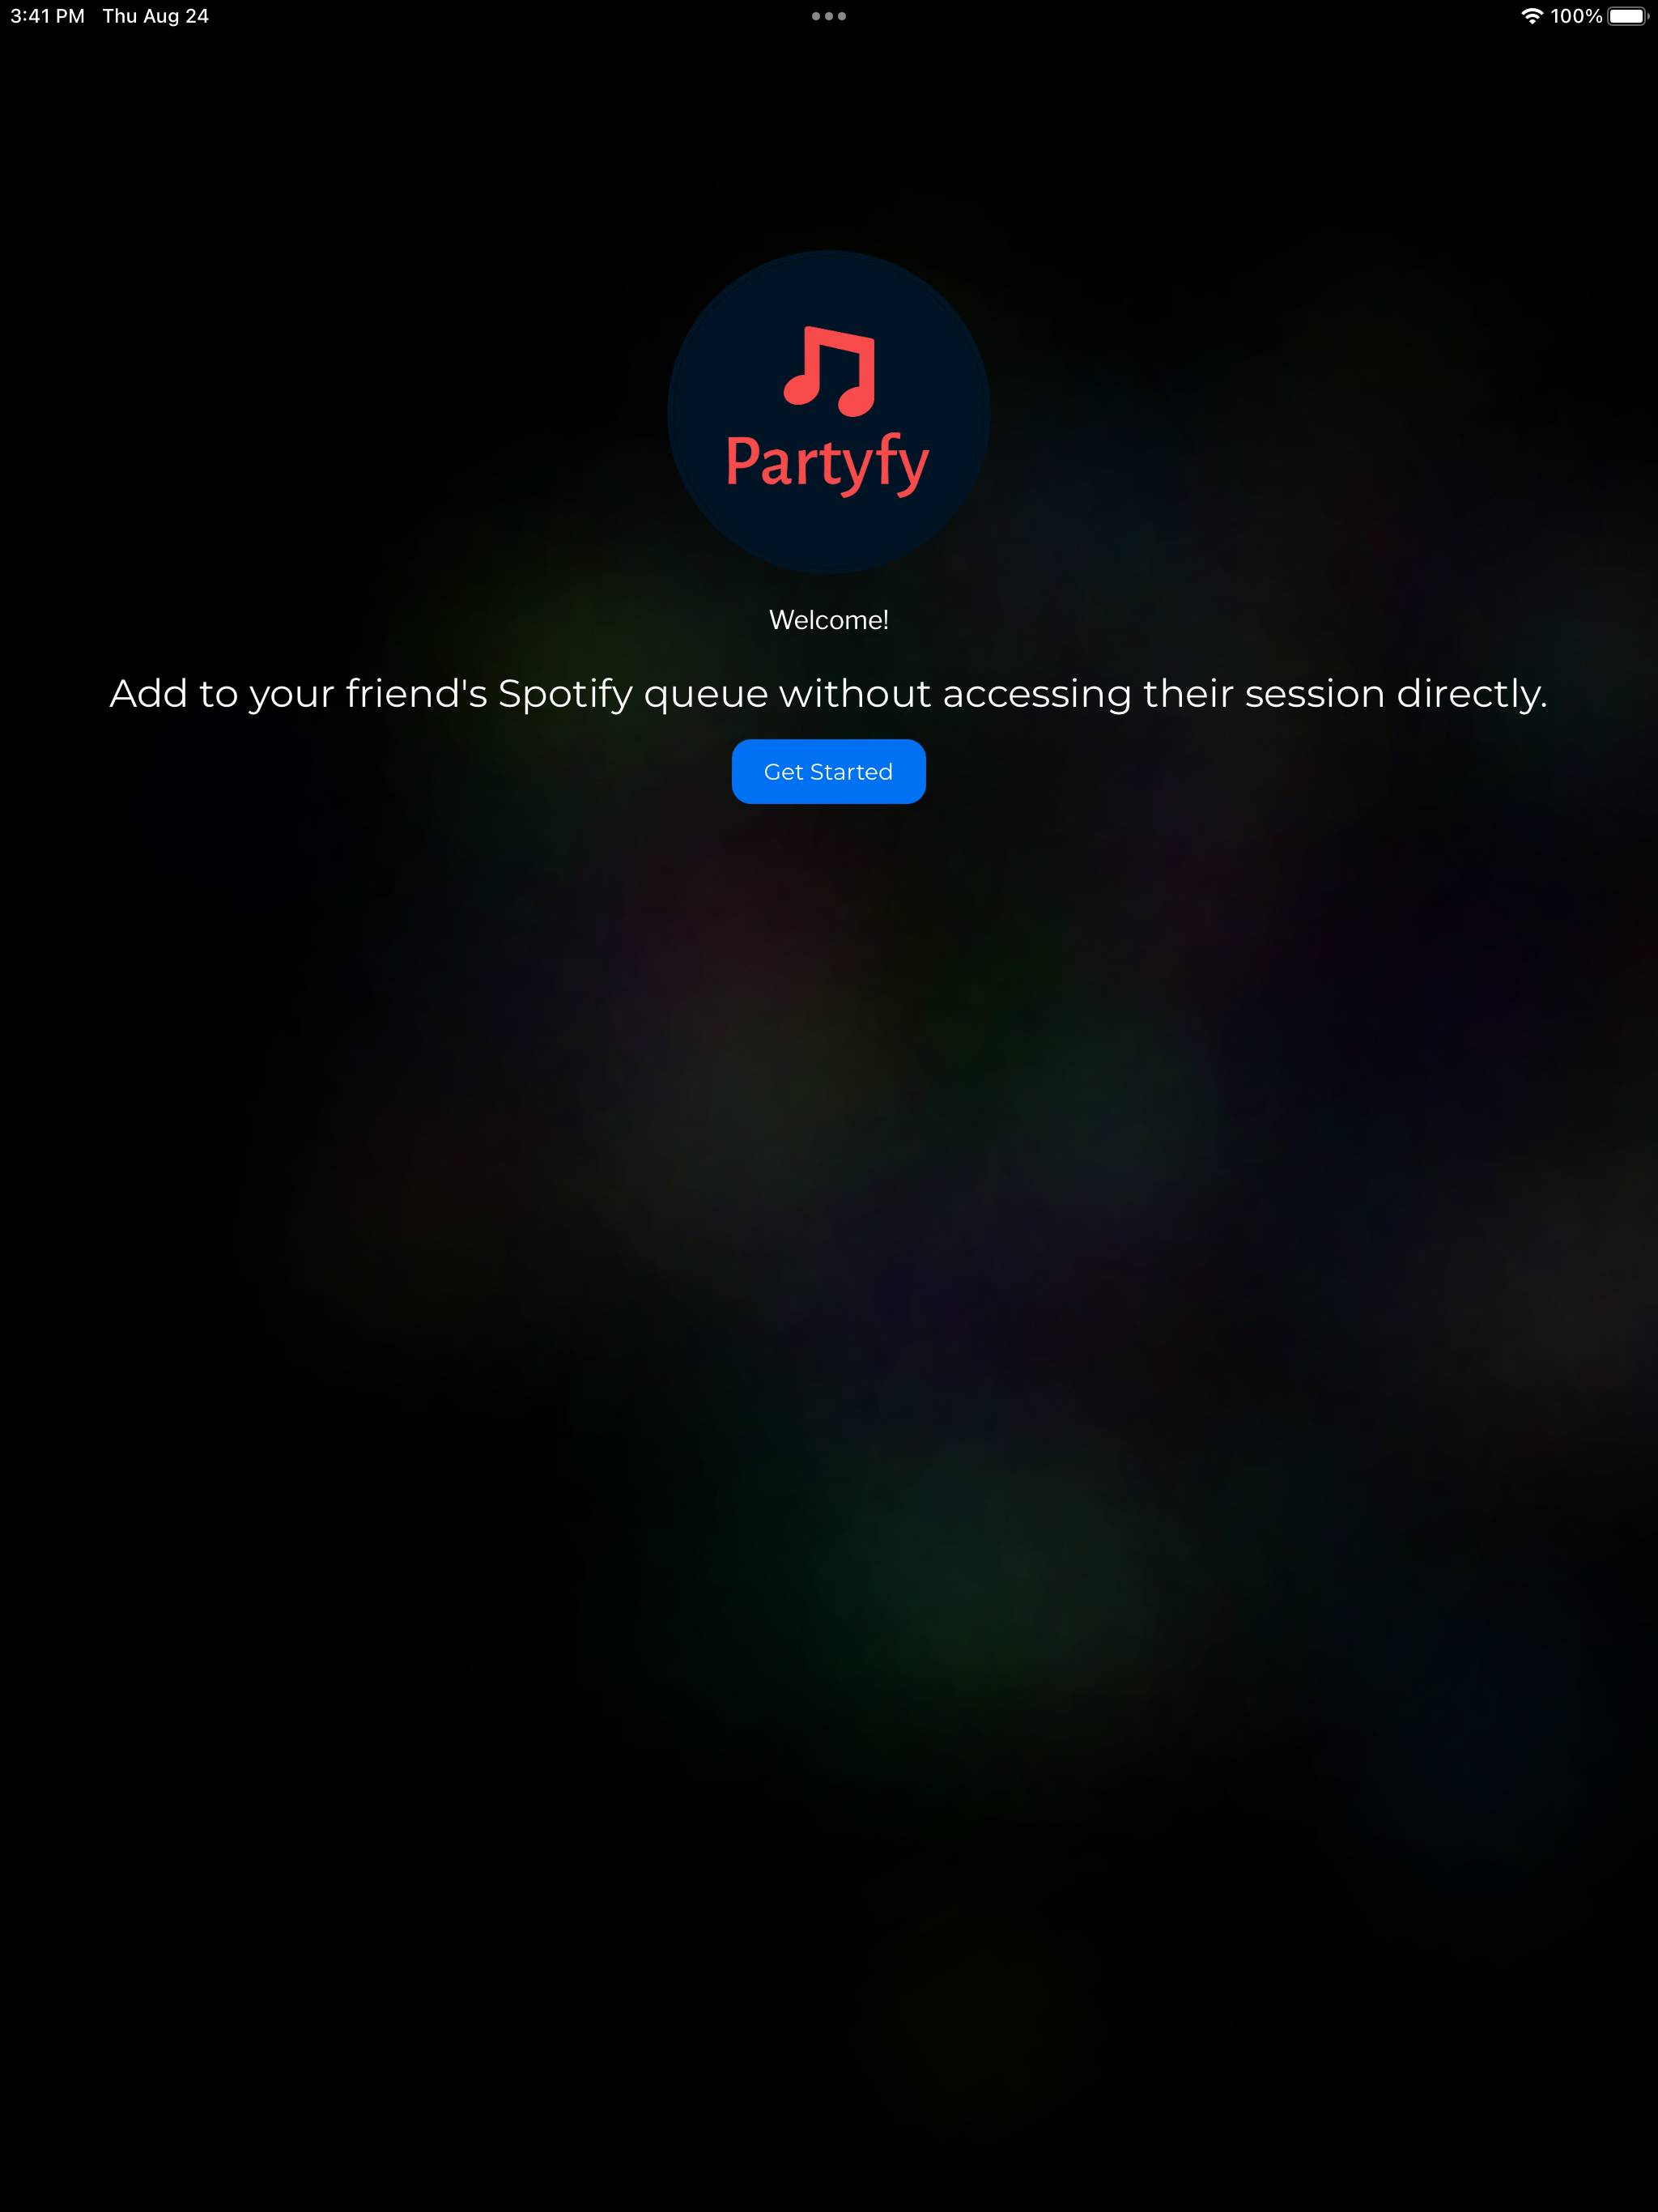 3:41 PM Thu Aug 24
100%
Partyfy
Welcome!
Add to your friend's Spotify queue without accessing their session directly.
Get Started